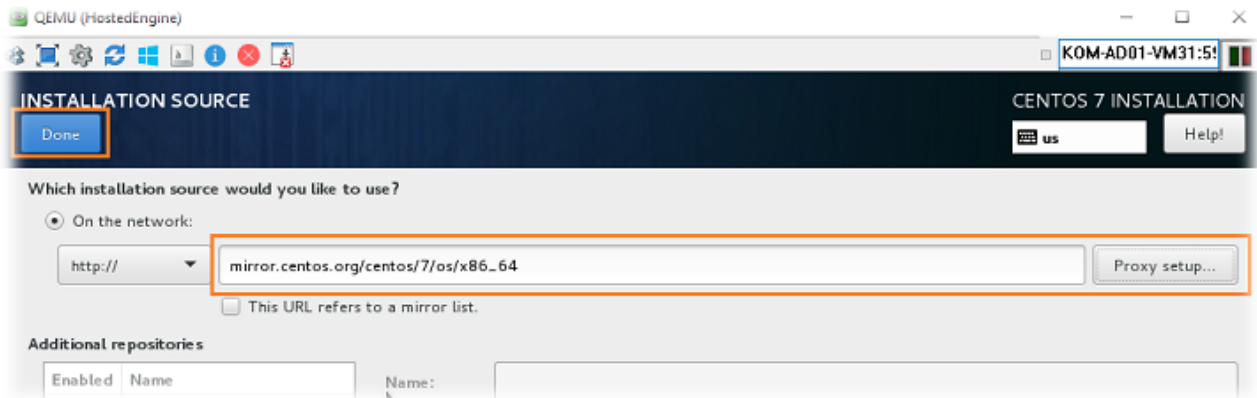 QEMU (HostedEngine)
KOM-AD01-VM31:5
INSTALLATION SOURCE
CENTOS 7 INSTALLATION
Done
us
Help!
Which installation source would you like to use?
On the network:
http://
mirror.centos.org/centos/7/os/x86_64
Proxy setup...
This URL refers to a mirror list.
Additional repositories
Enabled Name
Name: